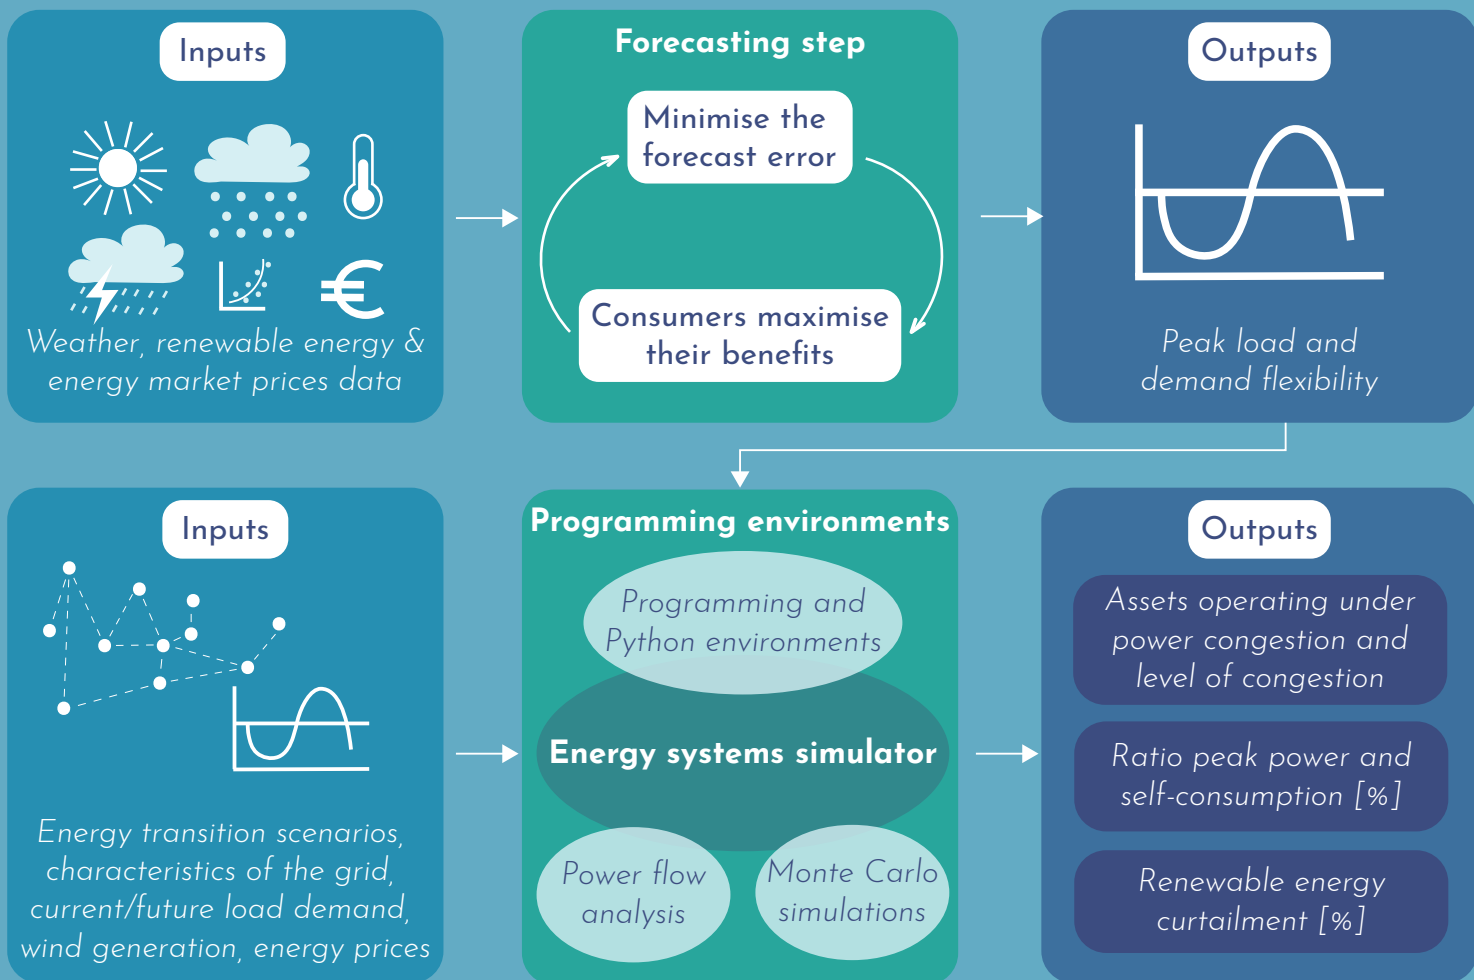 Inputs
Weather, renewable energy &
energy market prices data
Forecasting step
Minimise the
forecast error
Consumers maximise
their benefits
Outputs
Peak load and
demand flexibility
Inputs
Energy transition scenarios,
characteristics of the grid,
current/future load demand,
wind generation, energy prices
Programming environments
Programming and
Python environments
Energy systems simulator
Power flow
analysis
Monte Carlo
simulations
Outputs
Assets operating under
power congestion and
level of congestion
Ratio peak power and
self-consumption [%]
Renewable energy
curtailment [%]